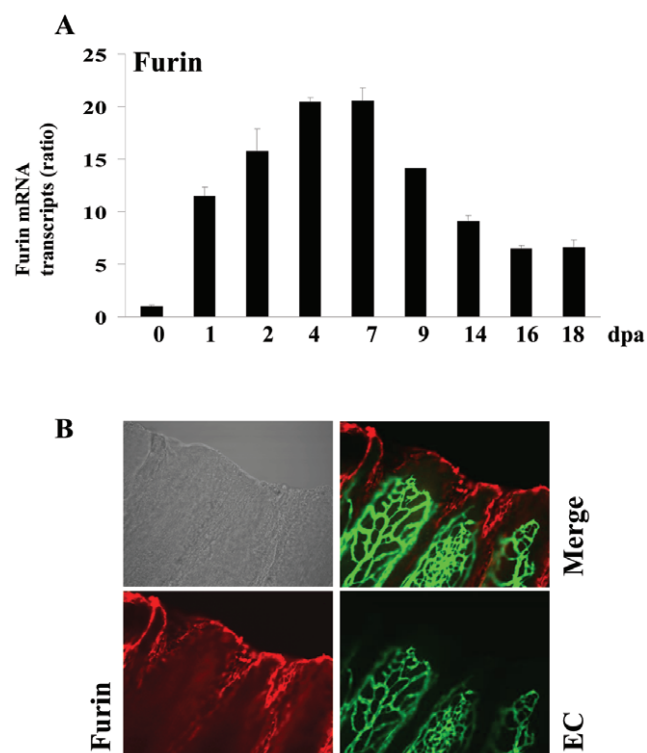 A
Furin
Furin mRNA
transcripts (ratio)
25
20
15
10
5
0
0 1 2 4 7 9 14 16 18 dpa
B
Merge
Furin
EC